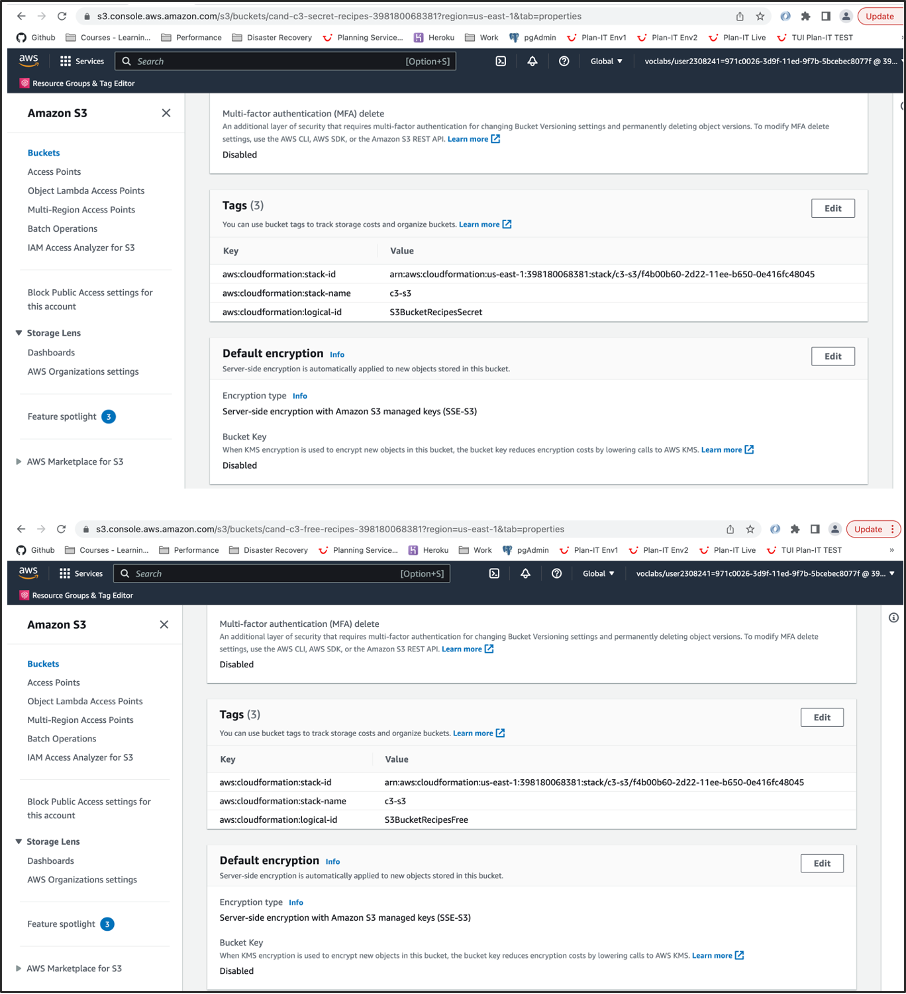 s3.console.aws.amazon.com/s3/buckets/cand-c3-secret-recipes-398180068381?region=us-east-1&tab=properties
Update
Github Courses - Learnin... Performance Disaster Recovery Planning Service... Heroku Work pgAdmin Plan-IT Env1 Plan-IT Env2 Plan-IT Live TUI Plan-IT TEST
aws Services Search [Option+S] Global ▼ voclabs/user2308241=971c0026-3d9f-11ed-9f7b-5bcebec8077f @ 39...
Resource Groups & Tag Editor
Amazon S3
Buckets
Access Points
Object Lambda Access Points
Multi-Region Access Points
Batch Operations
IAM Access Analyzer for S3
Block Public Access settings for
this account
Storage Lens
Dashboards
AWS Organizations settings
Feature spotlight 3
AWS Marketplace for S3
Multi-factor authentication (MFA) delete
An additional layer of security that requires multi-factor authentication for changing Bucket Versioning settings and permanently deleting object versions. To modify MFA delete
settings, use the AWS CLI, AWS SDK, or the Amazon S3 REST API. Learn more
Disabled
Tags (3)
Edit
You can use bucket tags to track storage costs and organize buckets. Learn more
Key Value
aws:cloudformation:stack-id arn:aws:cloudformation:us-east-1:398180068381:stack/c3-s3/f4b00b60-2d22-11ee-b650-0e416fc48045
aws:cloudformation:stack-name c3-s3
aws:cloudformation:logical-id S3BucketRecipesSecret
Default encryption Info
Edit
Server-side encryption is automatically applied to new objects stored in this bucket.
Encryption type Info
Server-side encryption with Amazon S3 managed keys (SSE-S3)
Bucket Key
When KMS encryption is used to encrypt new objects in this bucket, the bucket key reduces encryption costs by lowering calls to AWS KMS. Learn more
Disabled
s3.console.aws.amazon.com/s3/buckets/cand-c3-free-recipes-398180068381?region=us-east-1&tab=properties
Update
Github Courses - Learnin... Performance Disaster Recovery Planning Service... Heroku Work pgAdmin Plan-IT Env1 Plan-IT Env2 Plan-IT Live TUI Plan-IT TEST »
aws Services Search [Option+S] Global ▼ voclabs/user2308241=971c0026-3d9f-11ed-9f7b-5bcebec8077f @ 39... ▼
Resource Groups & Tag Editor
Amazon S3
Buckets
Access Points
Object Lambda Access Points
Multi-Region Access Points
Batch Operations
IAM Access Analyzer for S3
Block Public Access settings for
this account
Storage Lens
Dashboards
AWS Organizations settings
Feature spotlight 3
AWS Marketplace for S3
Multi-factor authentication (MFA) delete
An additional layer of security that requires multi-factor authentication for changing Bucket Versioning settings and permanently deleting object versions. To modify MFA delete
settings, use the AWS CLI, AWS SDK, or the Amazon S3 REST API. Learn more
Disabled
Tags (3)
Edit
You can use bucket tags to track storage costs and organize buckets. Learn more
Key Value
aws:cloudformation:stack-id arn:aws:cloudformation:us-east-1:398180068381:stack/c3-s3/f4b00b60-2d22-11ee-b650-0e416fc48045
aws:cloudformation:stack-name c3-s3
aws:cloudformation:logical-id S3BucketRecipesFree
Default encryption Info
Edit
Server-side encryption is automatically applied to new objects stored in this bucket.
Encryption type Info
Server-side encryption with Amazon S3 managed keys (SSE-S3)
Bucket Key
When KMS encryption is used to encrypt new objects in this bucket, the bucket key reduces encryption costs by lowering calls to AWS KMS. Learn more
Disabled